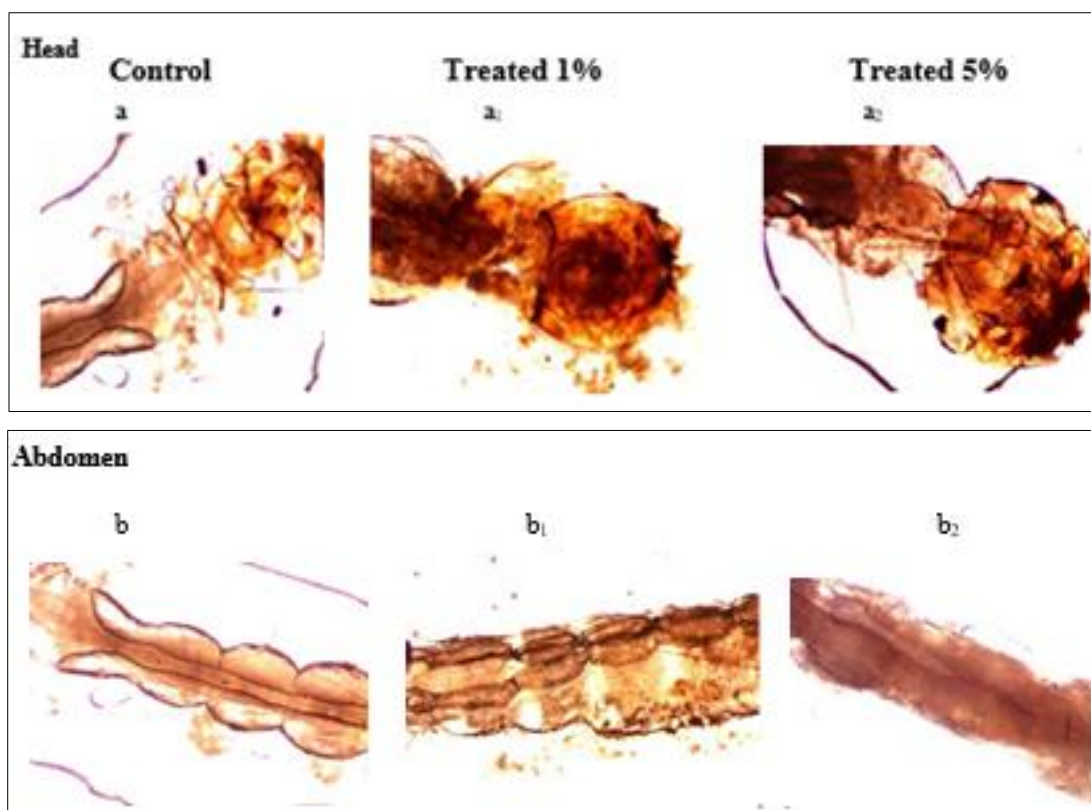 Head
Control Treated 1% Treated 5%
a a₁ a₂
Abdomen
b b₁ b₂